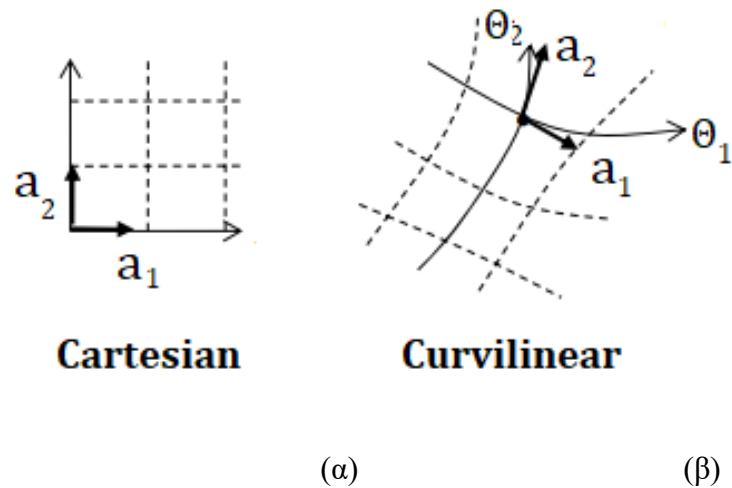 Θ₂
a₂
a₂
a₁
a₁
Θ₁
Cartesian Curvilinear
(α) (β)